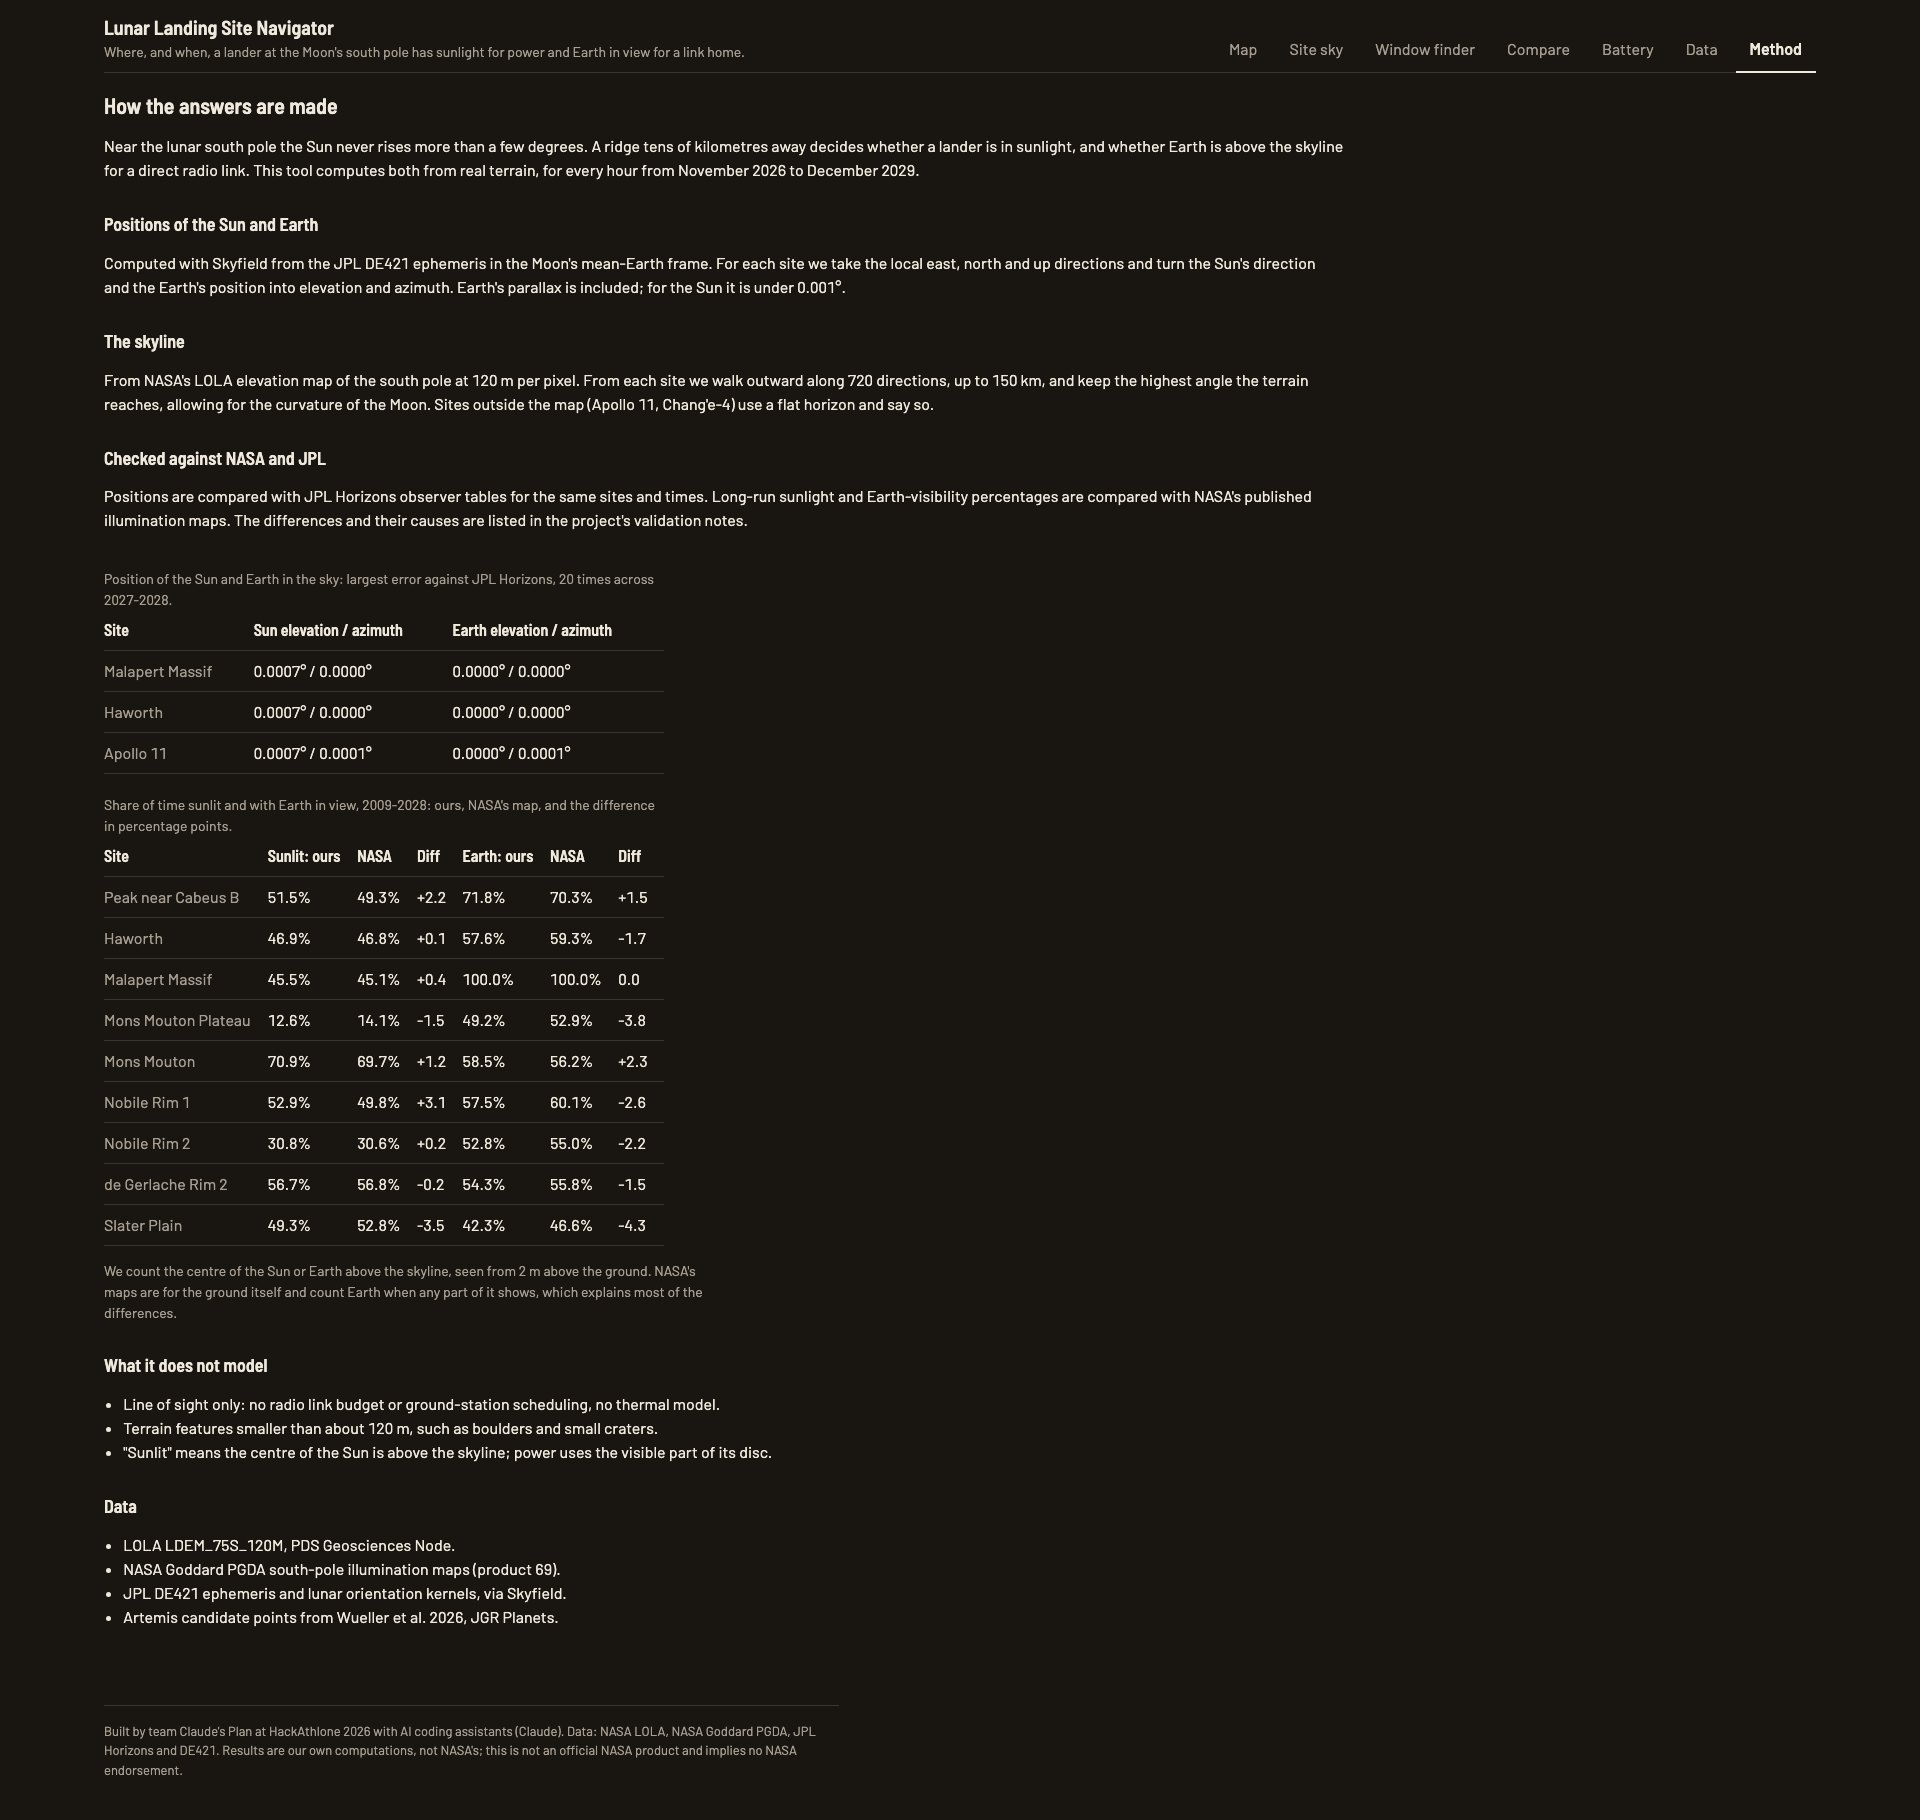 Lunar Landing Site Navigator
Where, and when, a lander at the Moon's south pole has sunlight for power and Earth in view for a link home.
Map Site sky Window finder Compare Battery Data Method
How the answers are made
Near the lunar south pole the Sun never rises more than a few degrees. A ridge tens of kilometres away decides whether a lander is in sunlight, and whether Earth is above the skyline
for a direct radio link. This tool computes both from real terrain, for every hour from November 2026 to December 2029.
Positions of the Sun and Earth
Computed with Skyfield from the JPL DE421 ephemeris in the Moon's mean-Earth frame. For each site we take the local east, north and up directions and turn the Sun's direction
and the Earth's position into elevation and azimuth. Earth's parallax is included; for the Sun it is under 0.001°.
The skyline
From NASA's LOLA elevation map of the south pole at 120 m per pixel. From each site we walk outward along 720 directions, up to 150 km, and keep the highest angle the terrain
reaches, allowing for the curvature of the Moon. Sites outside the map (Apollo 11, Chang'e-4) use a flat horizon and say so.
Checked against NASA and JPL
Positions are compared with JPL Horizons observer tables for the same sites and times. Long-run sunlight and Earth-visibility percentages are compared with NASA's published
illumination maps. The differences and their causes are listed in the project's validation notes.
Position of the Sun and Earth in the sky: largest error against JPL Horizons, 20 times across
2027-2028.
Site Sun elevation / azimuth Earth elevation / azimuth
Malapert Massif 0.0007° / 0.0000° 0.0000° / 0.0000°
Haworth 0.0007° / 0.0000° 0.0000° / 0.0000°
Apollo 11 0.0007° / 0.0001° 0.0000° / 0.0001°
Share of time sunlit and with Earth in view, 2009-2028: ours, NASA's map, and the difference
in percentage points.
Site Sunlit: ours NASA Diff Earth: ours NASA Diff
Peak near Cabeus B 51.5% 49.3% +2.2 71.8% 70.3% +1.5
Haworth 46.9% 46.8% +0.1 57.6% 59.3% -1.7
Malapert Massif 45.5% 45.1% +0.4 100.0% 100.0% 0.0
Mons Mouton Plateau 12.6% 14.1% -1.5 49.2% 52.9% -3.8
Mons Mouton 70.9% 69.7% +1.2 58.5% 56.2% +2.3
Nobile Rim 1 52.9% 49.8% +3.1 57.5% 60.1% -2.6
Nobile Rim 2 30.8% 30.6% +0.2 52.8% 55.0% -2.2
de Gerlache Rim 2 56.7% 56.8% -0.2 54.3% 55.8% -1.5
Slater Plain 49.3% 52.8% -3.5 42.3% 46.6% -4.3
We count the centre of the Sun or Earth above the skyline, seen from 2 m above the ground. NASA's
maps are for the ground itself and count Earth when any part of it shows, which explains most of the
differences.
What it does not model
• Line of sight only: no radio link budget or ground-station scheduling, no thermal model.
• Terrain features smaller than about 120 m, such as boulders and small craters.
• "Sunlit" means the centre of the Sun is above the skyline; power uses the visible part of its disc.
Data
• LOLA LDEM_75S_120M, PDS Geosciences Node.
• NASA Goddard PGDA south-pole illumination maps (product 69).
• JPL DE421 ephemeris and lunar orientation kernels, via Skyfield.
• Artemis candidate points from Wueller et al. 2026, JGR Planets.
Built by team Claude's Plan at HackAthlone 2026 with AI coding assistants (Claude). Data: NASA LOLA, NASA Goddard PGDA, JPL
Horizons and DE421. Results are our own computations, not NASA's; this is not an official NASA product and implies no NASA
endorsement.